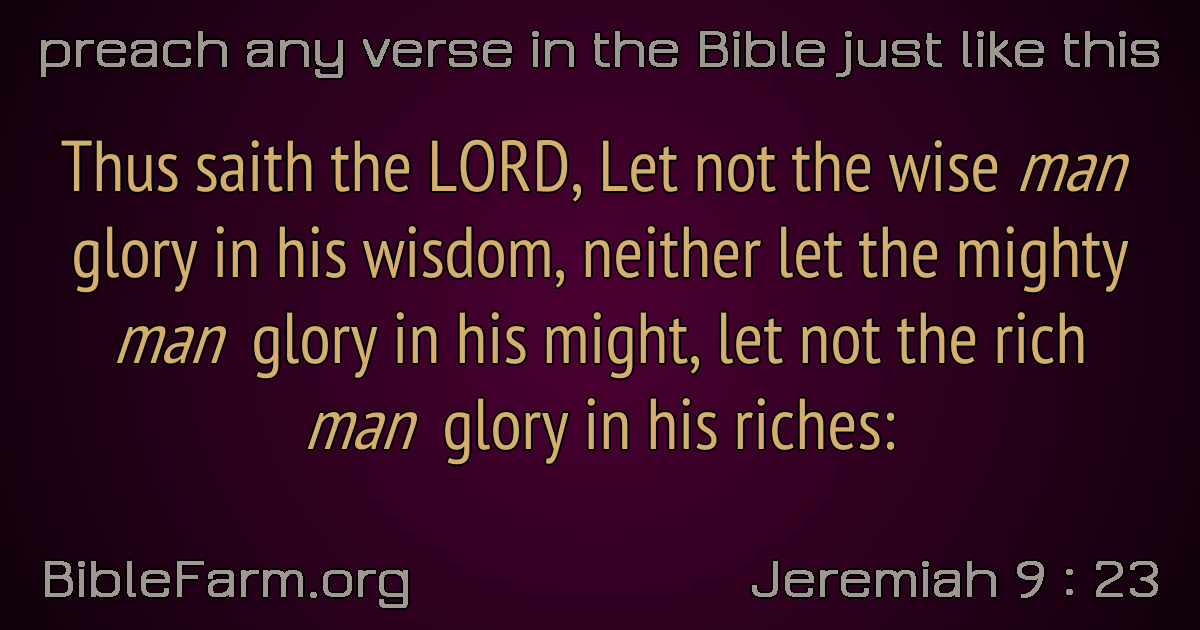 preach any verse in the Bible just like this
Thus saith the LORD, Let not the wise man
glory in his wisdom, neither let the mighty
man glory in his might, let not the rich
man glory in his riches:
BibleFarm.org
Jeremiah 9 : 23